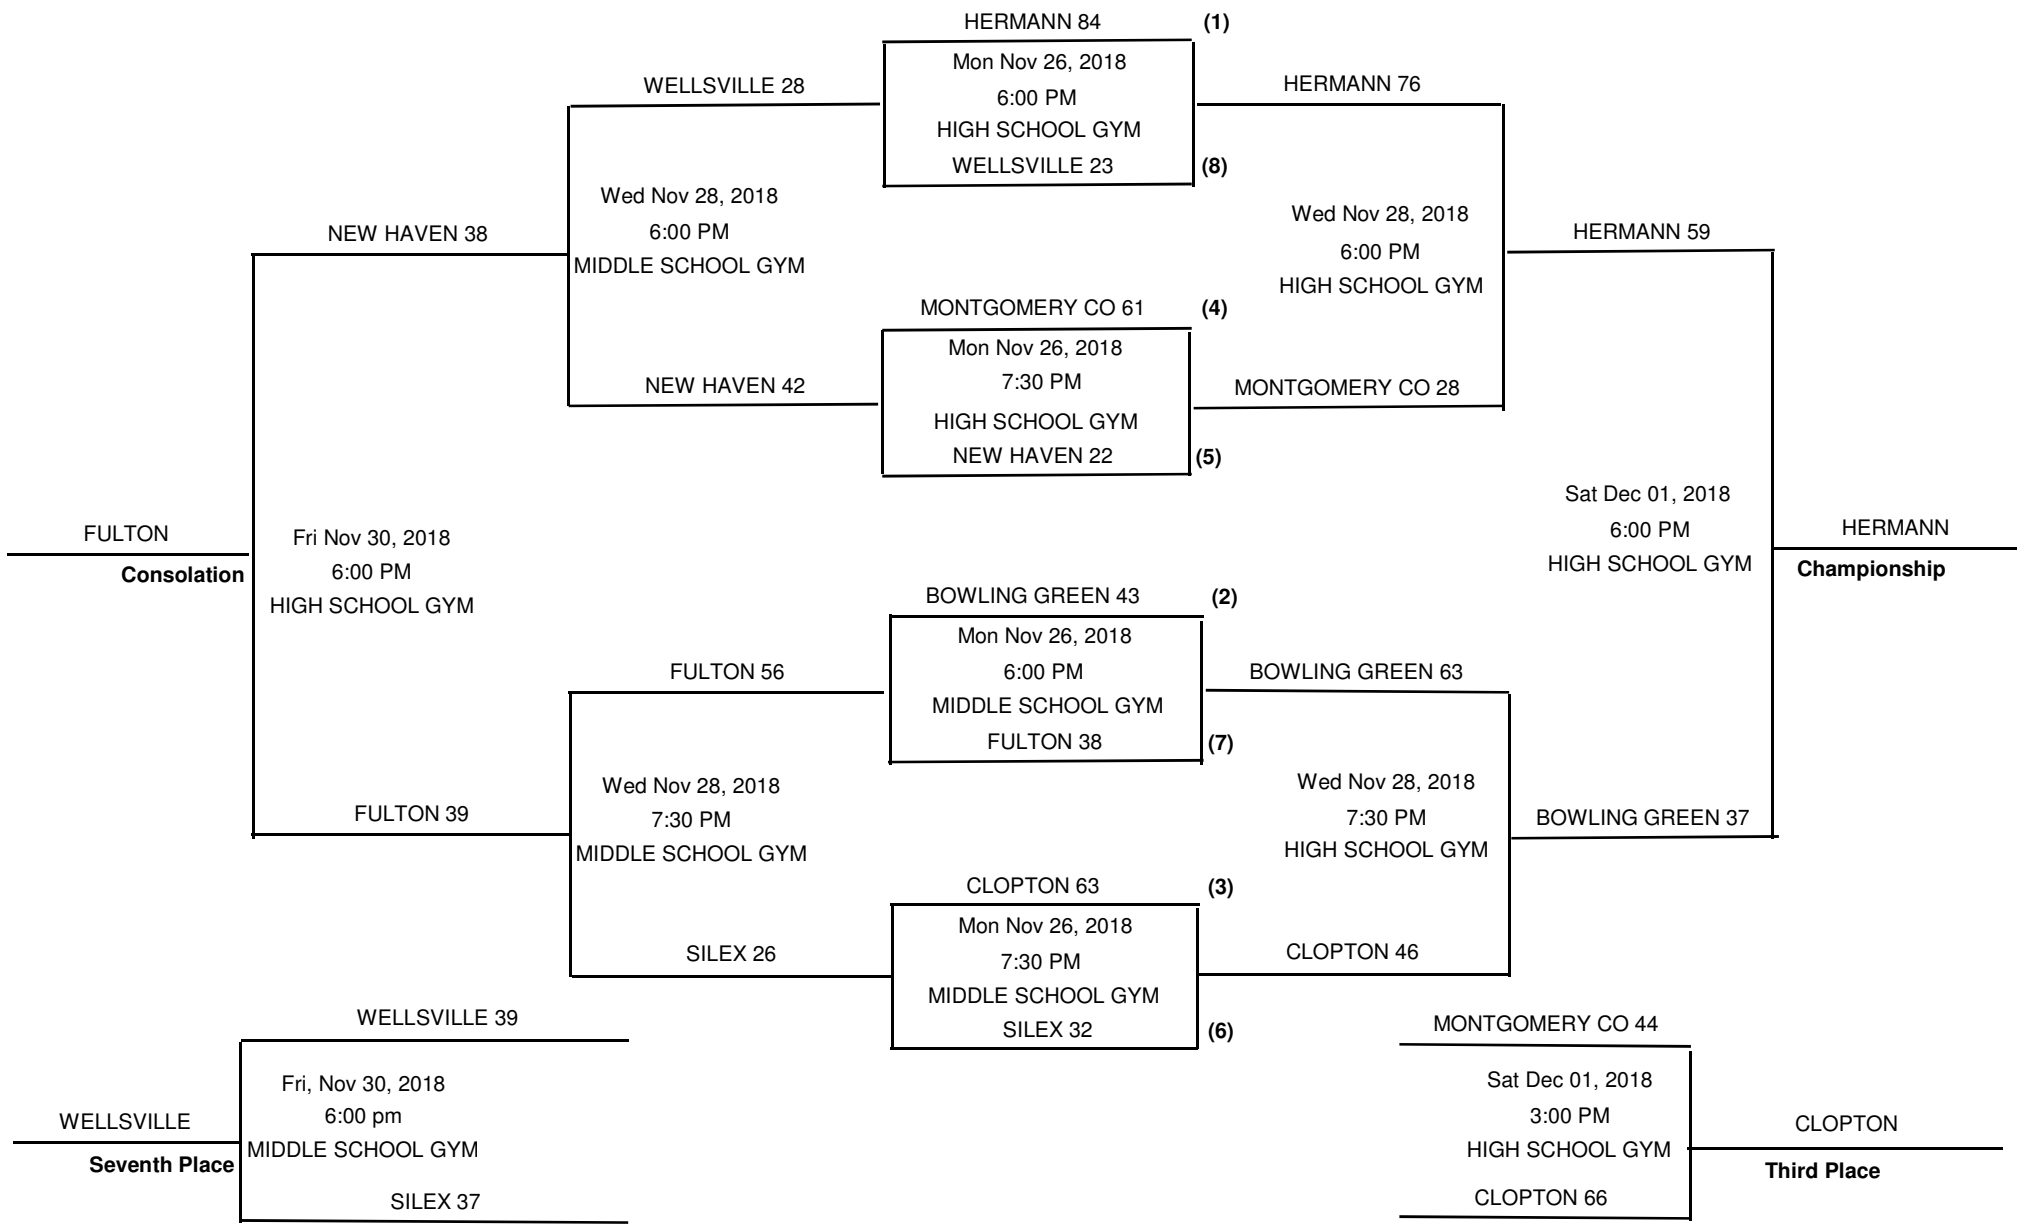 HERMANN 84 (1)
Mon Nov 26, 2018
6:00 PM
HIGH SCHOOL GYM
WELLSVILLE 23 (8)
WELLSVILLE 28
HERMANN 76
Wed Nov 28, 2018
6:00 PM
MIDDLE SCHOOL GYM
Wed Nov 28, 2018
6:00 PM
HIGH SCHOOL GYM
NEW HAVEN 38
HERMANN 59
MONTGOMERY CO 61 (4)
Mon Nov 26, 2018
7:30 PM
HIGH SCHOOL GYM
NEW HAVEN 22 (5)
NEW HAVEN 42
MONTGOMERY CO 28
FULTON
Consolation
Fri Nov 30, 2018
6:00 PM
HIGH SCHOOL GYM
Sat Dec 01, 2018
6:00 PM
HIGH SCHOOL GYM
HERMANN
Championship
BOWLING GREEN 43 (2)
Mon Nov 26, 2018
6:00 PM
MIDDLE SCHOOL GYM
FULTON 38 (7)
FULTON 56
BOWLING GREEN 63
Wed Nov 28, 2018
7:30 PM
MIDDLE SCHOOL GYM
Wed Nov 28, 2018
7:30 PM
HIGH SCHOOL GYM
FULTON 39
BOWLING GREEN 37
CLOPTON 63 (3)
Mon Nov 26, 2018
7:30 PM
MIDDLE SCHOOL GYM
SILEX 32 (6)
SILEX 26
CLOPTON 46
WELLSVILLE 39
Fri, Nov 30, 2018
6:00 pm
MIDDLE SCHOOL GYM
SILEX 37
WELLSVILLE
Seventh Place
MONTGOMERY CO 44
Sat Dec 01, 2018
3:00 PM
HIGH SCHOOL GYM
CLOPTON 66
CLOPTON
Third Place